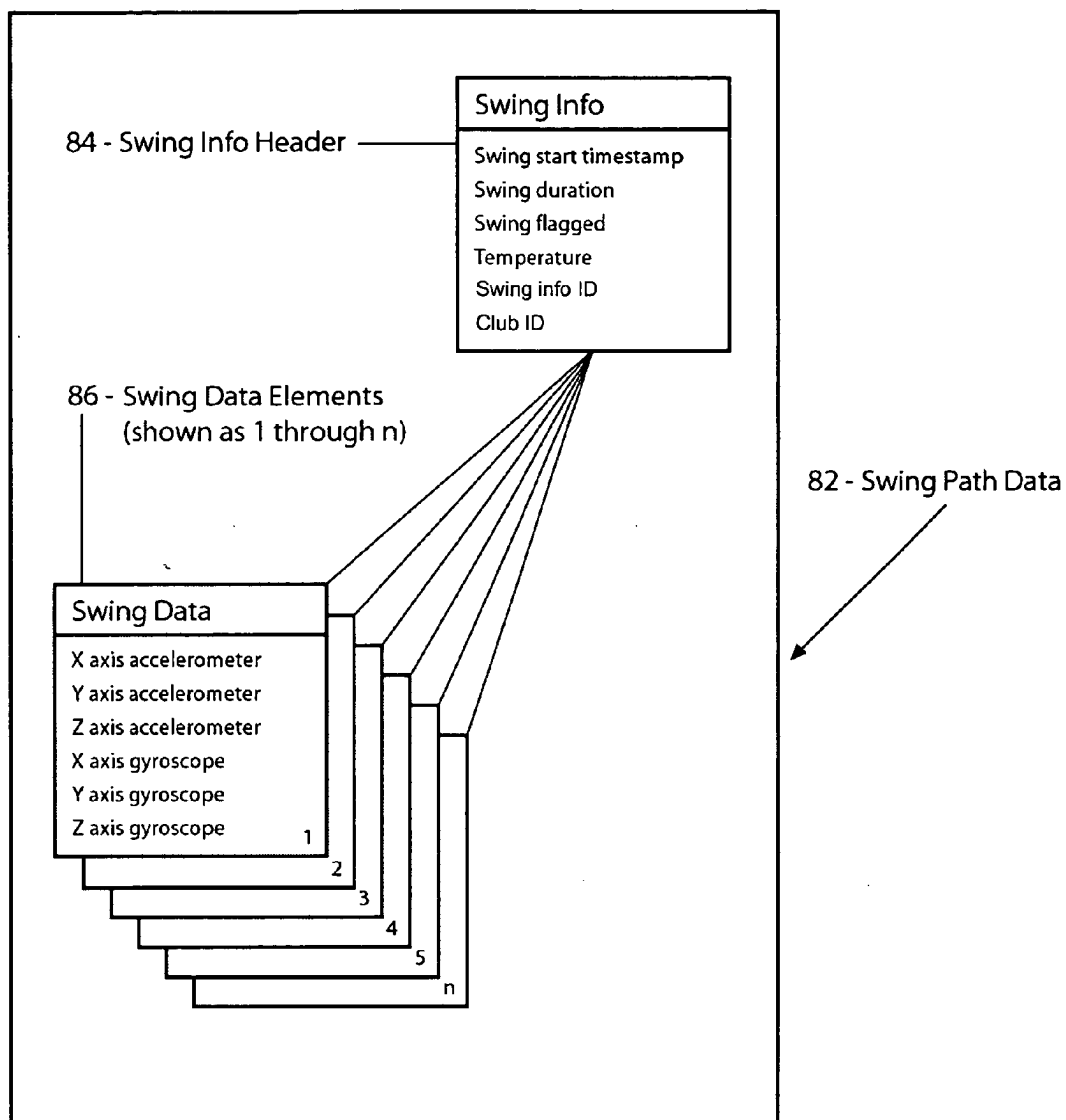 Swing Info
84 - Swing Info Header
Swing start timestamp
Swing duration
Swing flagged
Temperature
Swing info ID
Club ID
86 - Swing Data Elements
(shown as 1 through n)
82 - Swing Path Data
Swing Data
X axis accelerometer
Y axis accelerometer
Z axis accelerometer
X axis gyroscope
Y axis gyroscope
Z axis gyroscope
1
2
3
4
5
n